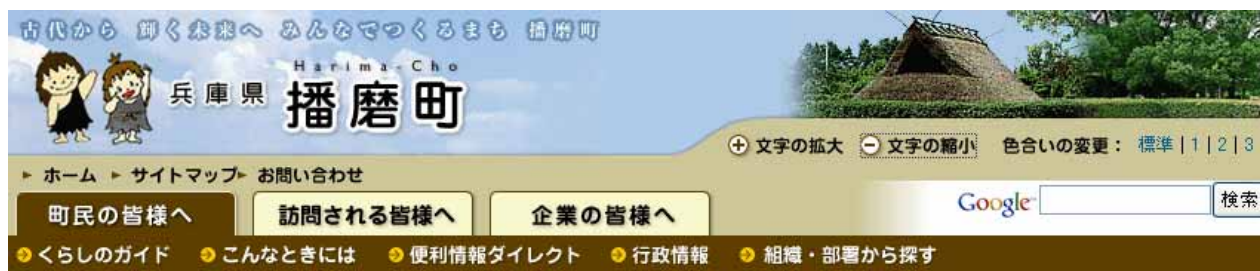 古代から 輝く未来へ みんなでつくるまち 播磨町
Harima-Cho
兵庫県 播磨町
文字の拡大 文字の縮小 色合いの変更： 標準 | 1 | 2 | 3
ホーム サイトマップ お問い合わせ
町民の皆様へ 訪問される皆様へ 企業の皆様へ Google 検索
くらしのガイド こんなときには 便利情報ダイレクト 行政情報 組織・部署から探す